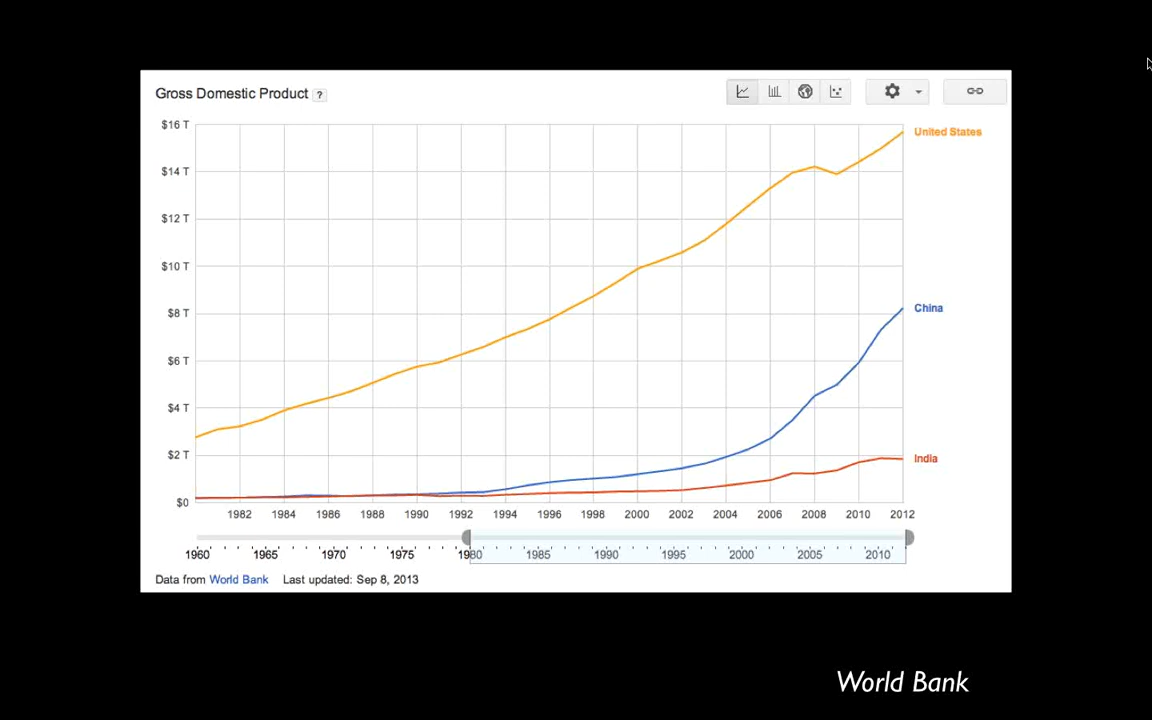 Gross Domestic Product ?
$16 T
United States
$14 T
$12 T
$10 T
$8 T
China
$6 T
$4 T
$2 T
India
$0
1982 1984 1986 1988 1990 1992 1994 1996 1998 2000 2002 2004 2006 2008 2010 2012
1960 1965 1970 1975 1980 1985 1990 1995 2000 2005 2010
Data from World Bank Last updated: Sep 8, 2013
World Bank